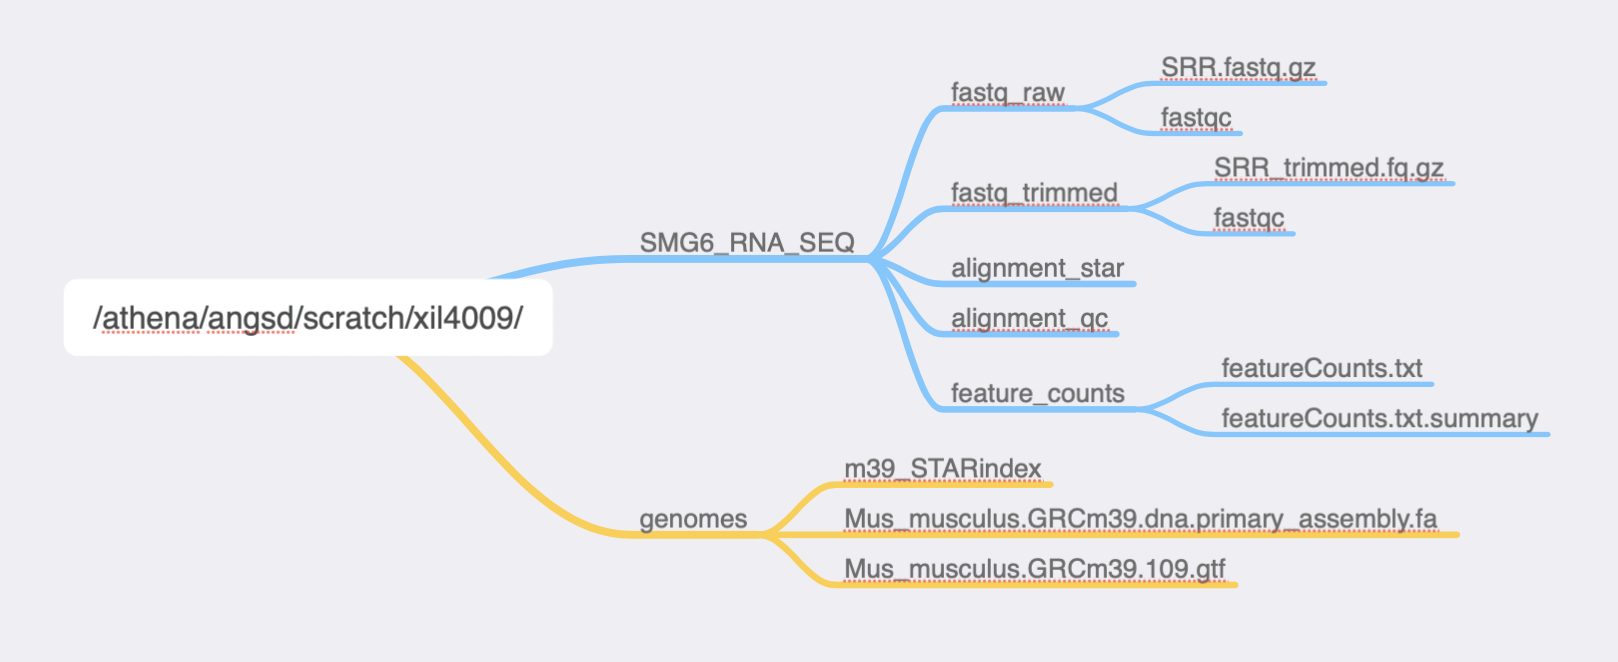 /athena/angsd/scratch/xil4009/
SMG6_RNA_SEQ
fastq_raw
SRR.fastq.gz
fastqc
fastq_trimmed
SRR_trimmed.fq.gz
fastqc
alignment_star
alignment_qc
feature_counts
featureCounts.txt
featureCounts.txt.summary
genomes
m39_STARindex
Mus_musculus.GRCm39.dna.primary_assembly.fa
Mus_musculus.GRCm39.109.gtf